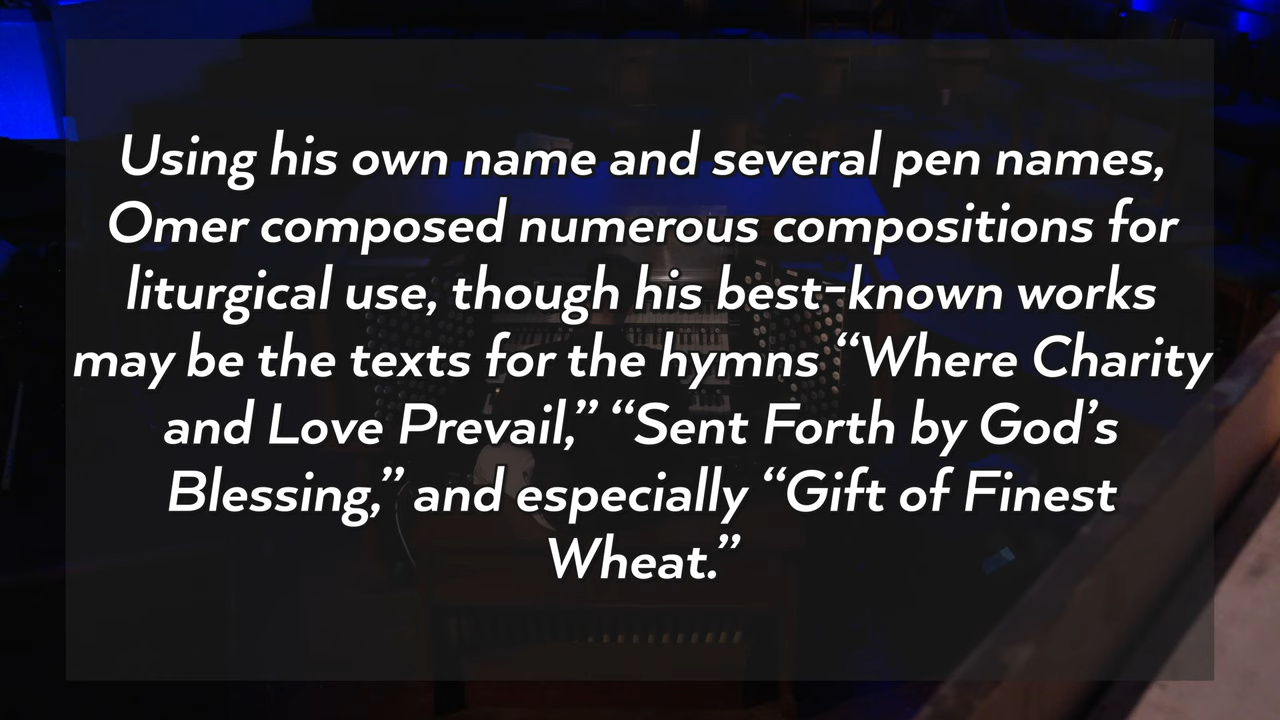 Using his own name and several pen names,
Omer composed numerous compositions for
liturgical use, though his best-known works
may be the texts for the hymns “Where Charity
and Love Prevail,” “Sent Forth by God’s
Blessing,” and especially “Gift of Finest
Wheat.”